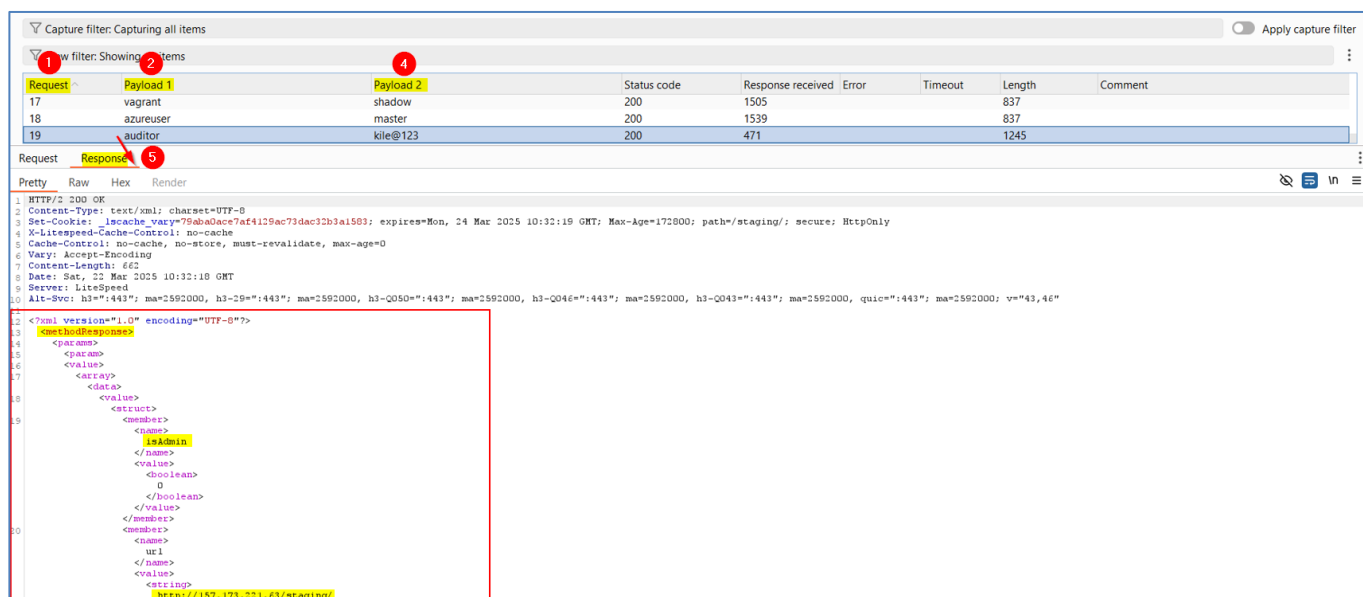 Capture filter: Capturing all items
Apply capture filter
filter: Showing items
1
2
4
Request Payload 1 Payload 2 Status code Response received Error Timeout Length Comment
17 vagrant shadow 200 1505 837
18 azureuser master 200 1539 837
19 auditor kile@123 200 471 1245
Request Response 5
Pretty Raw Hex Render \n
1 HTTP/2 200 OK
2 Content-Type: text/xml; charset=UTF-8
3 Set-Cookie: _lscache_vary=79aba0ace7af4129ac73dac32b3a1583; expires=Mon, 24 Mar 2025 10:32:19 GMT; Max-Age=172800; path=/staging/; secure; HttpOnly
4 X-Litespeed-Cache-Control: no-cache
5 Cache-Control: no-cache, no-store, must-revalidate, max-age=0
6 Vary: Accept-Encoding
7 Content-Length: 662
8 Date: Sat, 22 Mar 2025 10:32:18 GMT
9 Server: LiteSpeed
10 Alt-Svc: h3=":443"; ma=2592000, h3-29=":443"; ma=2592000, h3-Q050=":443"; ma=2592000, h3-Q046=":443"; ma=2592000, h3-Q043=":443"; ma=2592000, quic=":443"; ma=2592000; v="43,46"
11
12 <?xml version="1.0" encoding="UTF-8"?>
13 <methodResponse>
14 <params>
15 <param>
16 <value>
17 <array>
<data>
18 <value>
<struct>
19 <member>
<name>
isAdmin
</name>
<value>
<boolean>
0
</boolean>
</value>
</member>
20 <member>
<name>
url
</name>
<value>
<string>
http://157.173.221.63/staging/